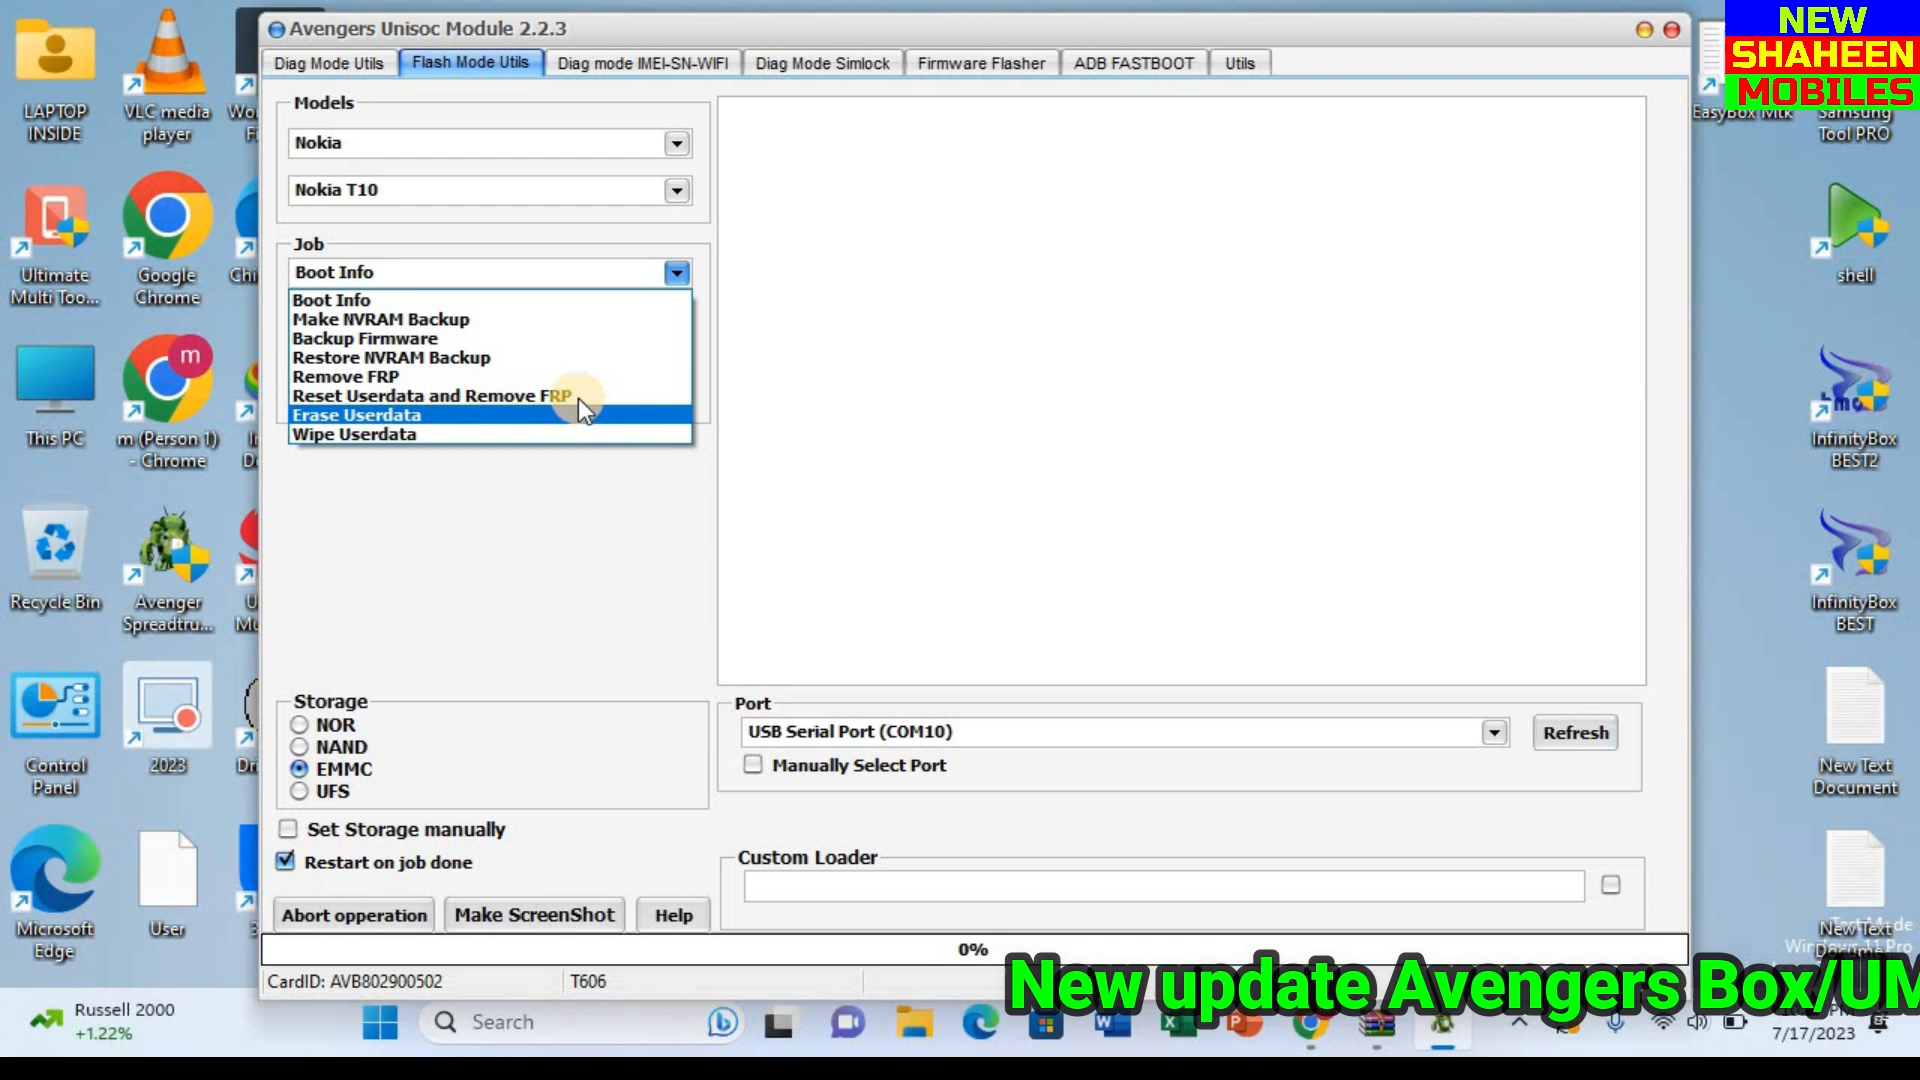 Avengers Unisoc Module 2.2.3
Diag Mode Utils
Flash Mode Utils
Diag mode IMEI-SN-WIFI
Diag Mode Simlock
Firmware Flasher
ADB FASTBOOT
Utils
Models
Nokia
Nokia T10
Job
Boot Info
Boot Info
Make NVRAM Backup
Backup Firmware
Restore NVRAM Backup
Remove FRP
Reset Userdata and Remove FRP
Erase Userdata
Wipe Userdata
Storage
NOR
NAND
EMMC
UFS
Set Storage manually
Restart on job done
Abort opperation
Make ScreenShot
Help
Port
USB Serial Port (COM10)
Refresh
Manually Select Port
Custom Loader
0%
CardID: AVB802900502
T606
LAPTOP
INSIDE
VLC media
player
Ultimate
Multi Too...
Google
Chrome
This PC
m
m (Person 1)
- Chrome
Recycle Bin
Avenger
Spreadtru...
Control
Panel
2023
Microsoft
Edge
User
NEW
SHAHEEN
MOBILES
EasyBox Mtk
Samsung
Tool PRO
shell
InfinityBox
BEST2
InfinityBox
BEST
New Text
Document
New Text
New update Avengers Box/UM
Russell 2000
+1.22%
Search
7/17/2023